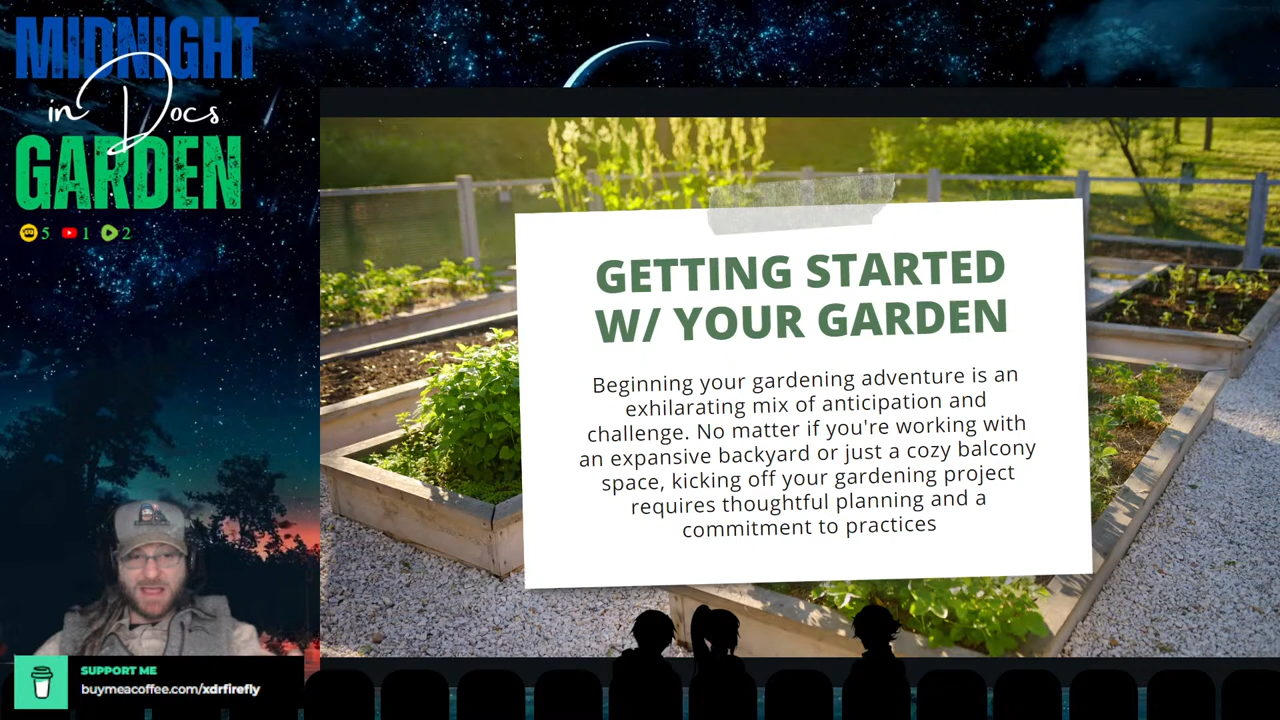 MIDNIGHT
in Docs
GARDEN
5 1 2
GETTING STARTED
W/ YOUR GARDEN
Beginning your gardening adventure is an
exhilarating mix of anticipation and
challenge. No matter if you're working with
an expansive backyard or just a cozy balcony
space, kicking off your gardening project
requires thoughtful planning and a
commitment to practices
SUPPORT ME
buymeacoffee.com/xdrfirefly